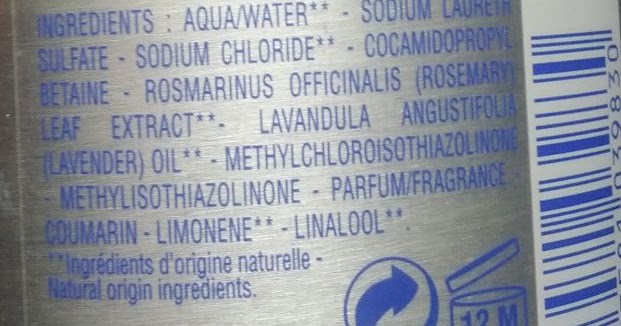 INGREDIENTS : AQUA/WATER** - SODIUM LAURETH
SULFATE - SODIUM CHLORIDE** - COCAMIDOPROPYL
BETAINE - ROSMARINUS OFFICINALIS (ROSEMARY)
LEAF EXTRACT**- LAVANDULA ANGUSTIFOLIA
(LAVENDER) OIL** - METHYLCHLOROISOTHIAZOLINONE
- METHYLISOTHIAZOLINONE - PARFUM/FRAGRANCE -
COUMARIN - LIMONENE** - LINALOOL**.
**Ingrédients d'origine naturelle -
Natural origin ingredients.
12 M